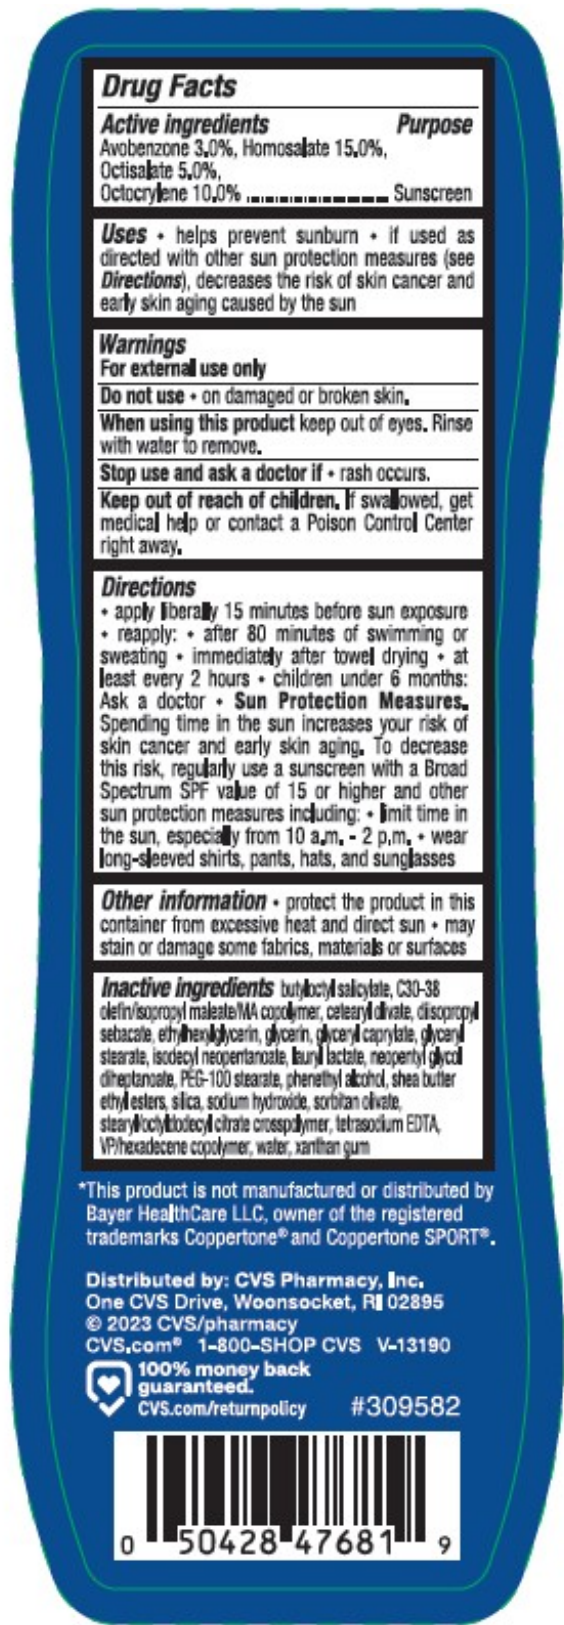 Drug Facts
Active ingredients Purpose
Avobenzone 3.0%, Homosalate 15.0%,
Octisalate 5.0%,
Octocrylene 10.0% ........................ Sunscreen
Uses • helps prevent sunburn • if used as
directed with other sun protection measures (see
Directions), decreases the risk of skin cancer and
early skin aging caused by the sun
Warnings
For external use only
Do not use • on damaged or broken skin.
When using this product keep out of eyes. Rinse
with water to remove.
Stop use and ask a doctor if • rash occurs.
Keep out of reach of children. If swallowed, get
medical help or contact a Poison Control Center
right away.
Directions
• apply liberally 15 minutes before sun exposure
• reapply: • after 80 minutes of swimming or
sweating • immediately after towel drying • at
least every 2 hours • children under 6 months:
Ask a doctor • Sun Protection Measures.
Spending time in the sun increases your risk of
skin cancer and early skin aging. To decrease
this risk, regularly use a sunscreen with a Broad
Spectrum SPF value of 15 or higher and other
sun protection measures including: • limit time in
the sun, especially from 10 a.m. - 2 p.m. • wear
long-sleeved shirts, pants, hats, and sunglasses
Other information • protect the product in this
container from excessive heat and direct sun • may
stain or damage some fabrics, materials or surfaces
Inactive ingredients butyloctyl salicylate, C30-38
olefin/isopropyl maleate/MA copolymer, cetearyl olivate, diisopropyl
sebacate, ethylhexylglycerin, glycerin, glyceryl caprylate, glyceryl
stearate, isodecyl neopentanoate, lauryl lactate, neopentyl glycol
diheptanoate, PEG-100 stearate, phenethyl alcohol, shea butter
ethyl esters, silica, sodium hydroxide, sorbitan olivate,
stearyl/octyldodecyl citrate crosspolymer, tetrasodium EDTA,
VP/hexadecene copolymer, water, xanthan gum
*This product is not manufactured or distributed by
Bayer HealthCare LLC, owner of the registered
trademarks Coppertone® and Coppertone SPORT®.
Distributed by: CVS Pharmacy, Inc.
One CVS Drive, Woonsocket, RI 02895
© 2023 CVS/pharmacy
CVS.com® 1-800-SHOP CVS V-13190
100% money back
guaranteed.
CVS.com/returnpolicy #309582
0 50428 47681 9